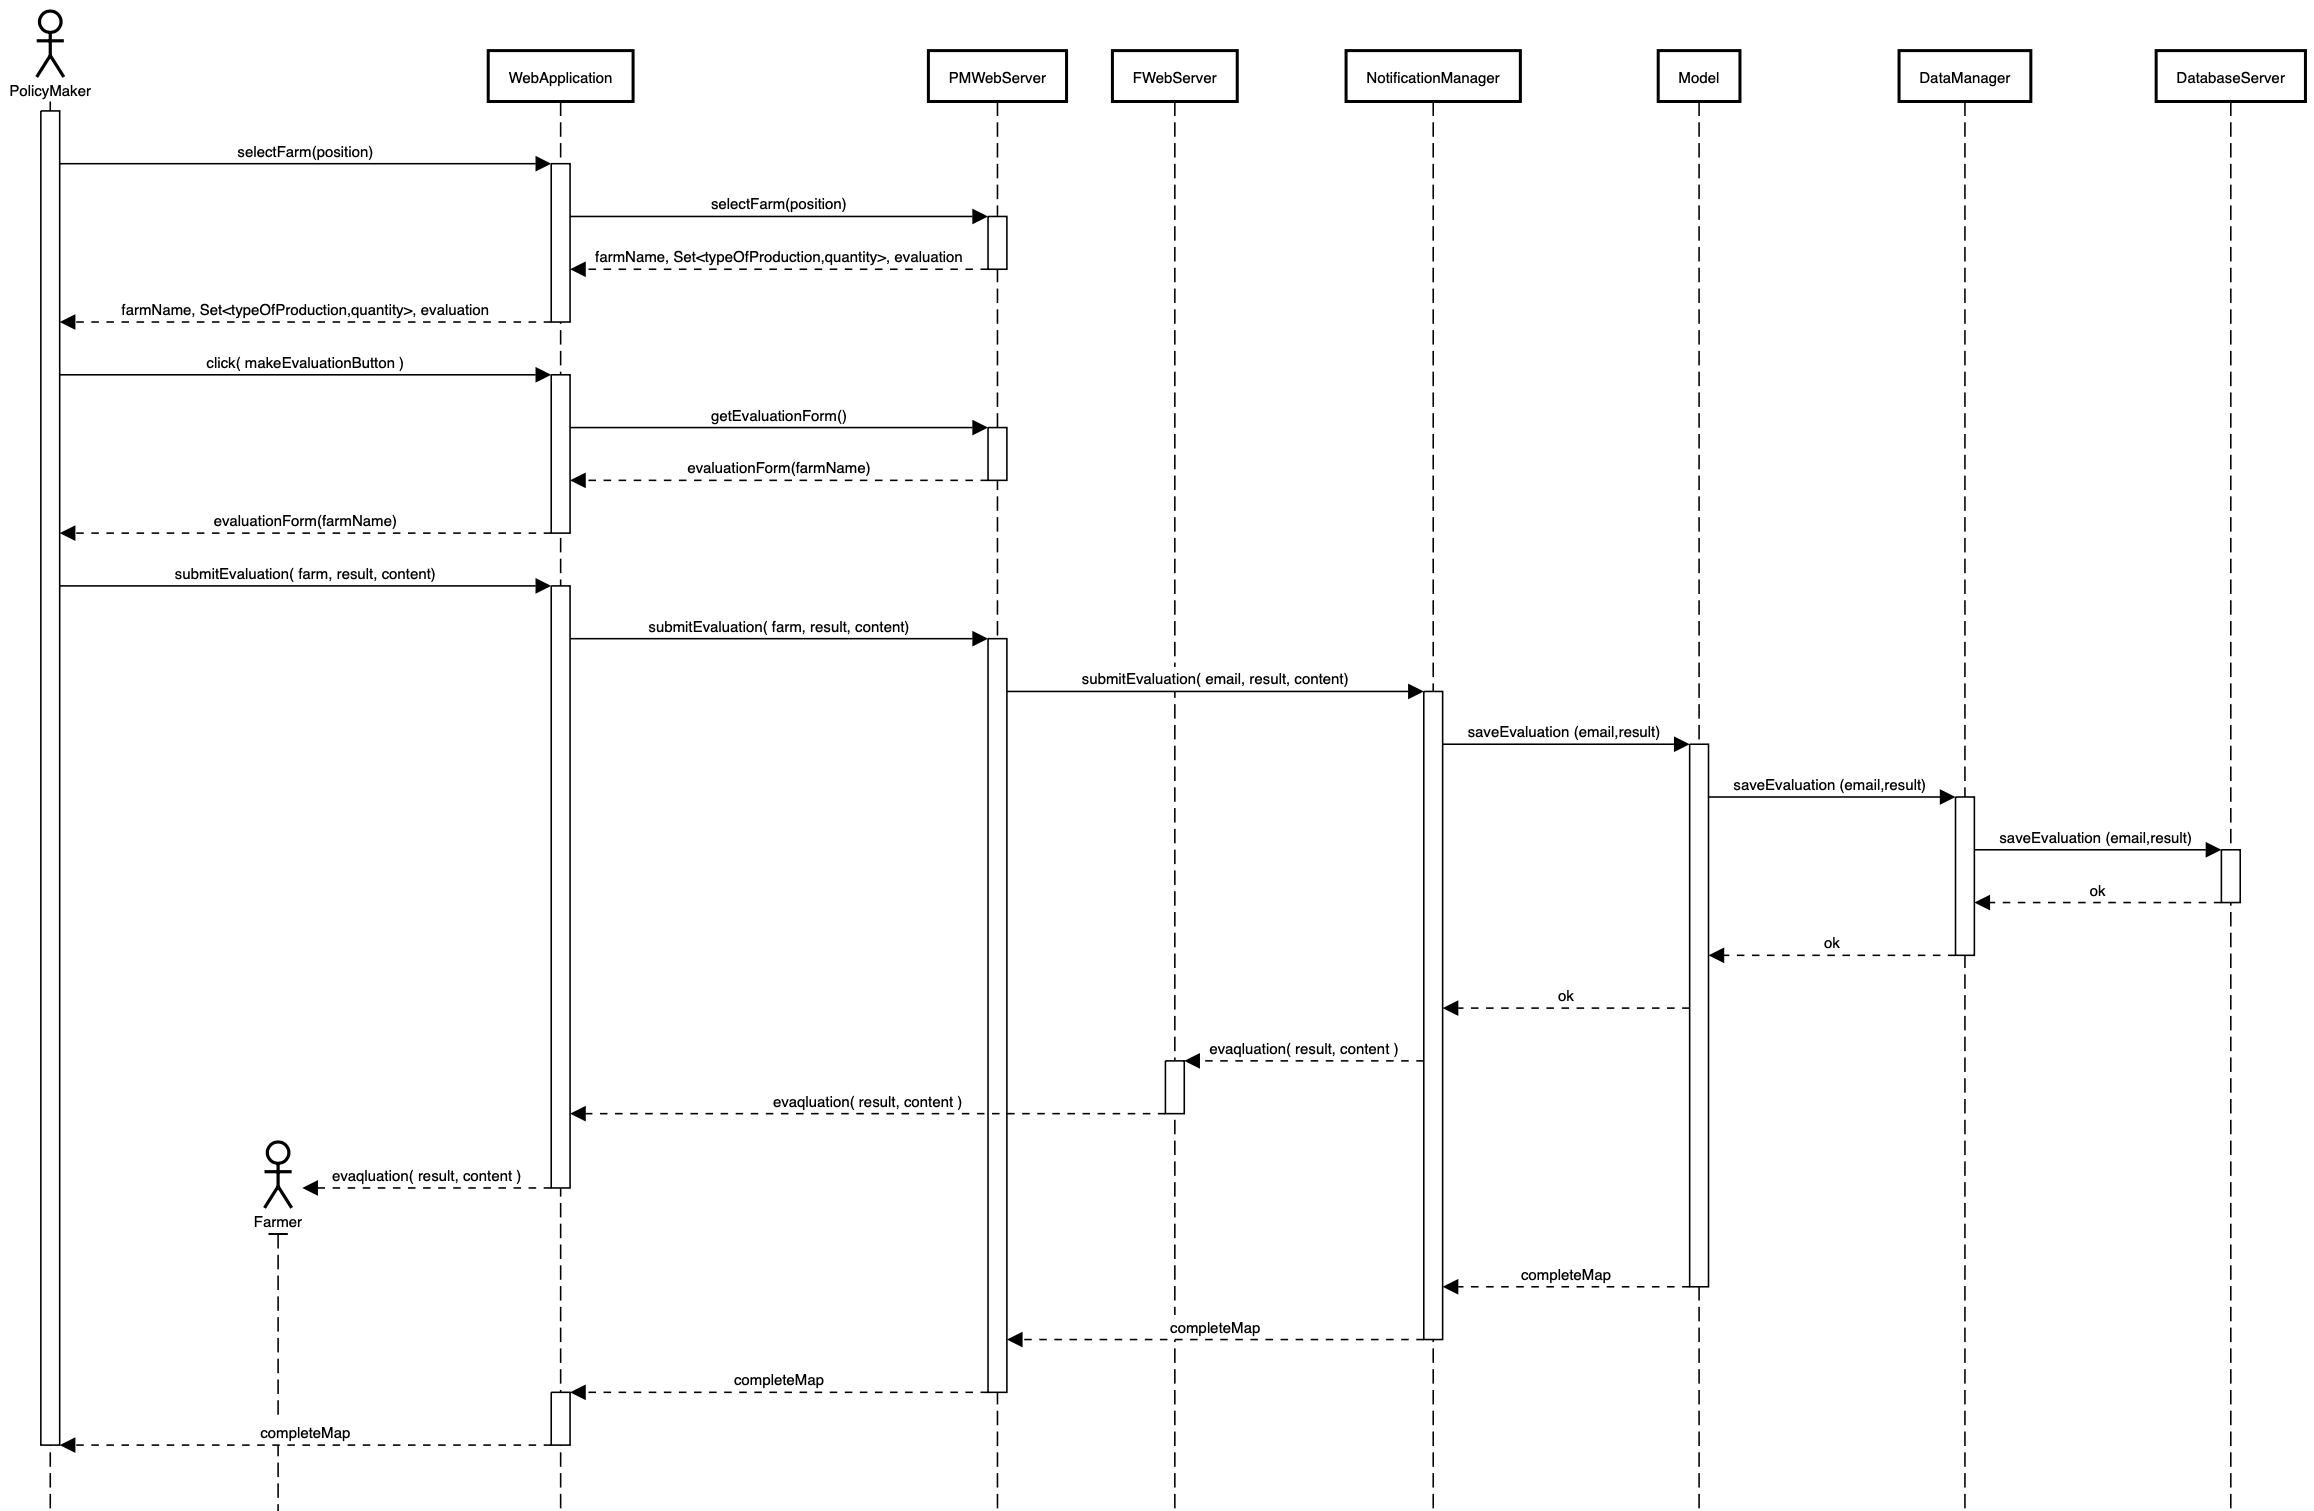 PolicyMaker
WebApplication
PMWebServer
FWebServer
NotificationManager
Model
DataManager
DatabaseServer
selectFarm(position)
selectFarm(position)
farmName, Set<typeOfProduction,quantity>, evaluation
farmName, Set<typeOfProduction,quantity>, evaluation
click( makeEvaluationButton )
getEvaluationForm()
evaluationForm(farmName)
evaluationForm(farmName)
submitEvaluation( farm, result, content)
submitEvaluation( farm, result, content)
submitEvaluation( email, result, content)
saveEvaluation (email,result)
saveEvaluation (email,result)
saveEvaluation (email,result)
ok
ok
ok
evaqluation( result, content )
evaqluation( result, content )
evaqluation( result, content )
Farmer
completeMap
completeMap
completeMap
completeMap